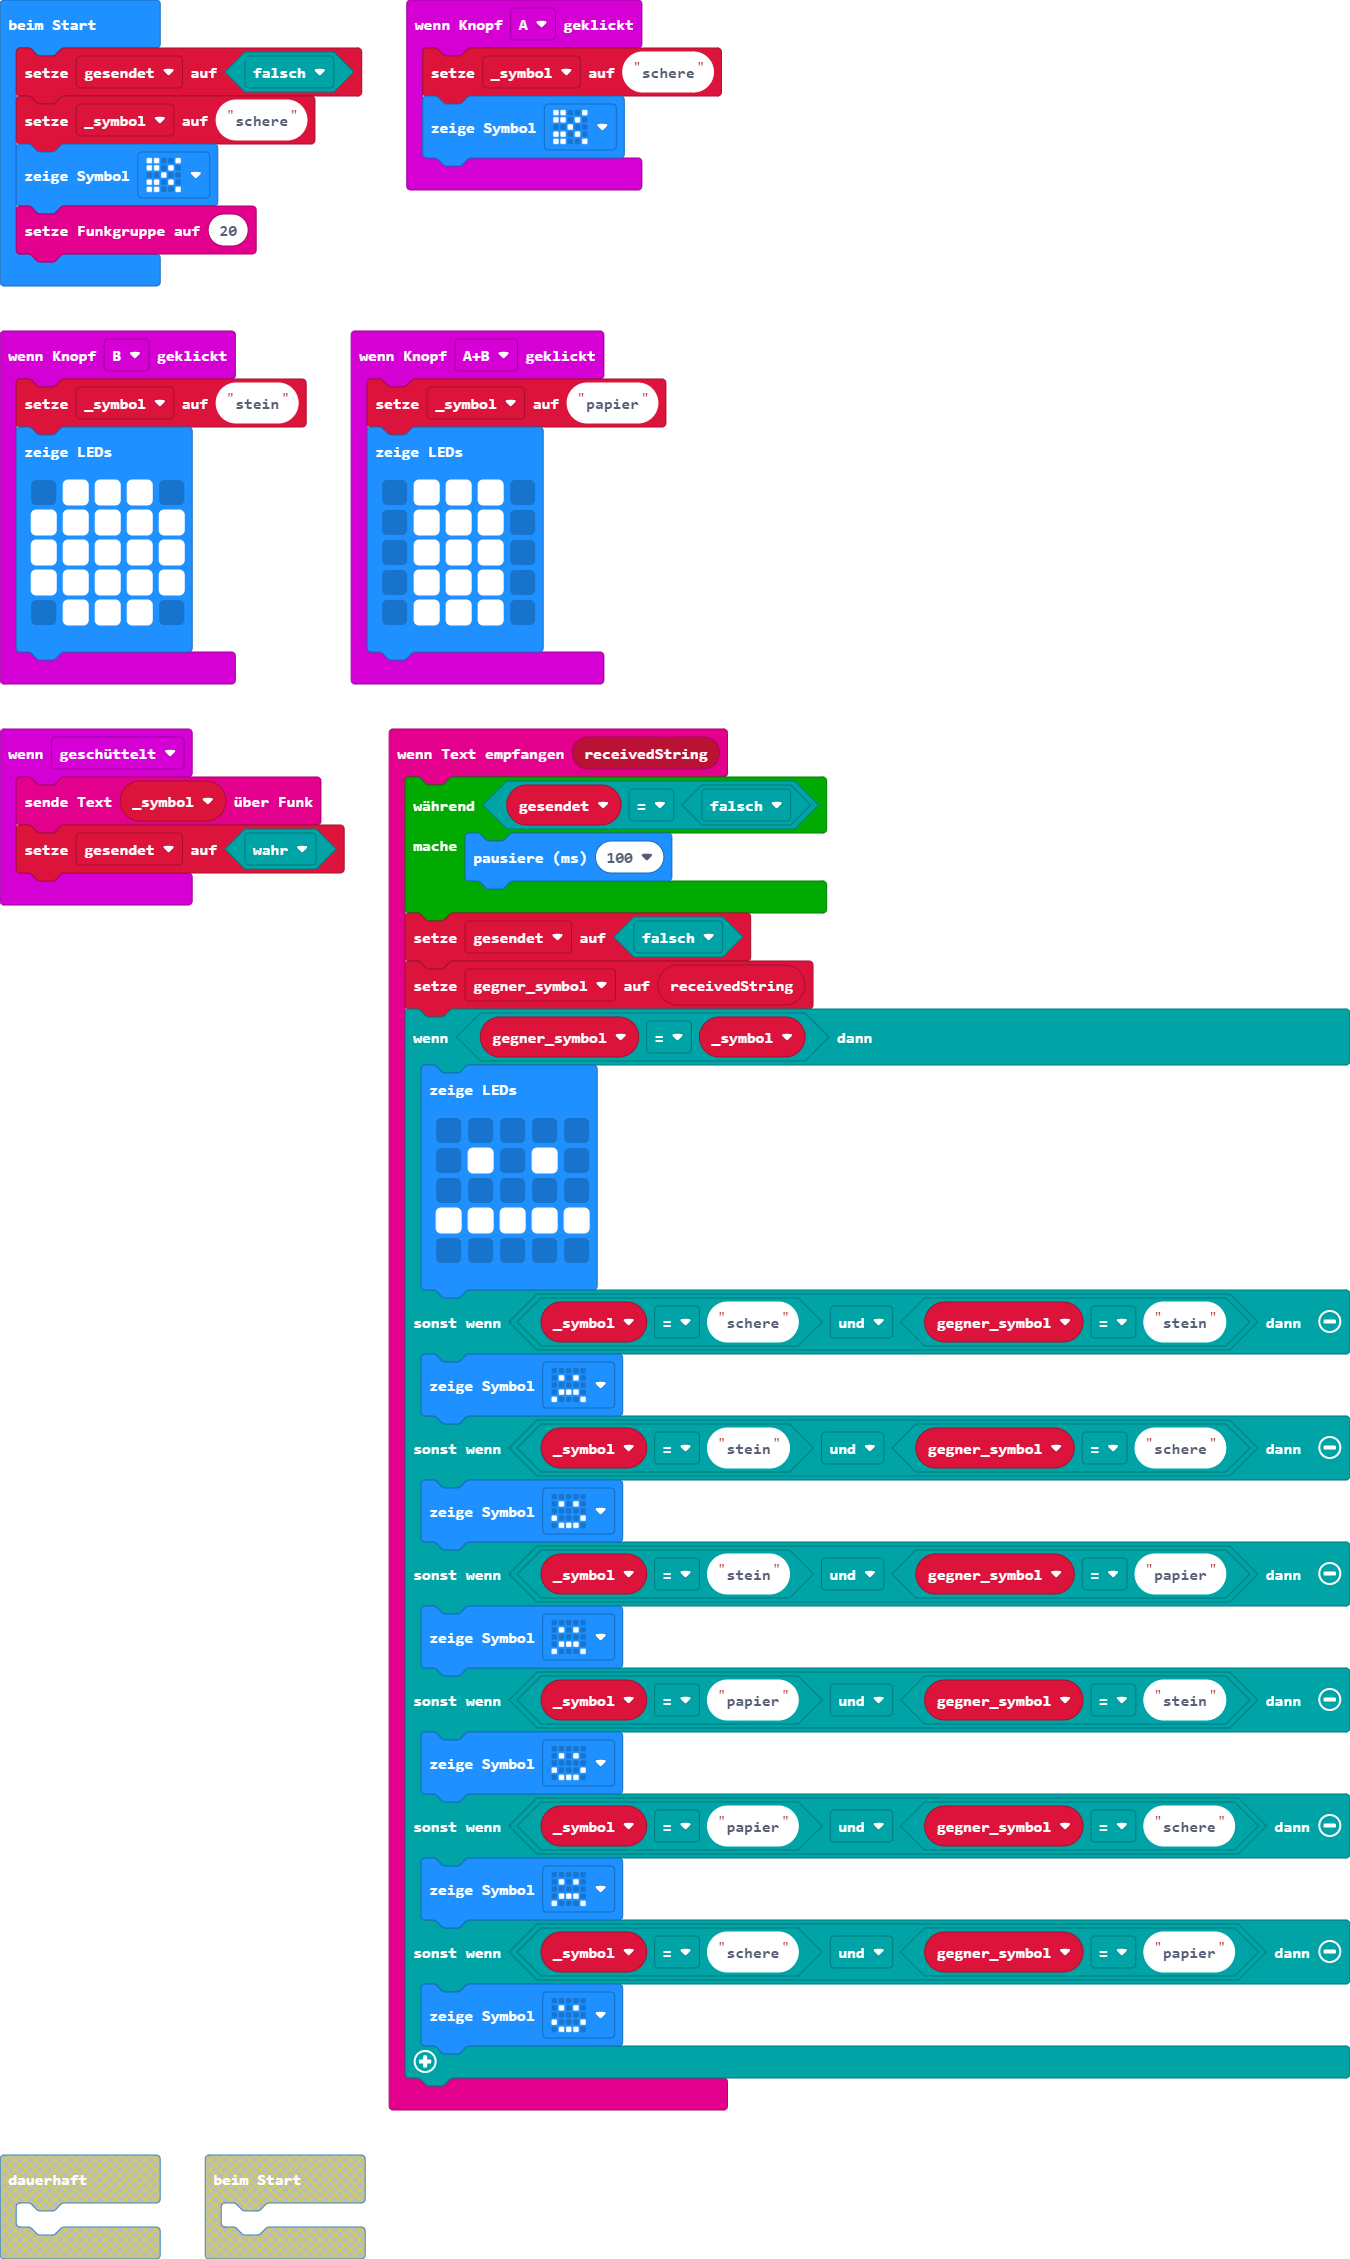 beim Start
setze gesendet auf falsch
setze _symbol auf "schere"
zeige Symbol
setze Funkgruppe auf 20
wenn Knopf A geklickt
setze _symbol auf "schere"
zeige Symbol
wenn Knopf B geklickt
setze _symbol auf "stein"
zeige LEDs
wenn Knopf A+B geklickt
setze _symbol auf "papier"
zeige LEDs
wenn geschüttelt
sende Text _symbol über Funk
setze gesendet auf wahr
wenn Text empfangen receivedString
während gesendet = falsch
mache pausiere (ms) 100
setze gesendet auf falsch
setze gegner_symbol auf receivedString
wenn gegner_symbol = _symbol dann
zeige LEDs
sonst wenn _symbol = "schere" und gegner_symbol = "stein" dann
zeige Symbol
sonst wenn _symbol = "stein" und gegner_symbol = "schere" dann
zeige Symbol
sonst wenn _symbol = "stein" und gegner_symbol = "papier" dann
zeige Symbol
sonst wenn _symbol = "papier" und gegner_symbol = "stein" dann
zeige Symbol
sonst wenn _symbol = "papier" und gegner_symbol = "schere" dann
zeige Symbol
sonst wenn _symbol = "schere" und gegner_symbol = "papier" dann
zeige Symbol
dauerhaft
beim Start